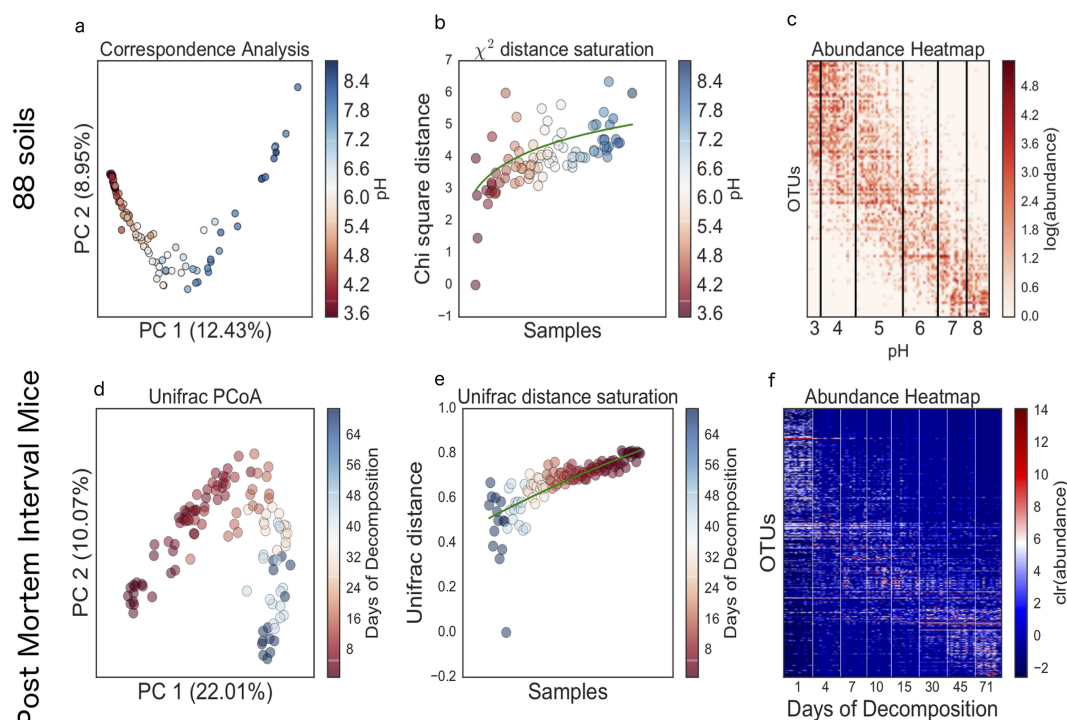 88 soils
a
Correspondence Analysis
PC 2 (8.95%)
PC 1 (12.43%)
8.4
7.8
7.2
6.6
6.0
5.4
4.8
4.2
3.6
pH
b
χ² distance saturation
Chi square distance
7
6
5
4
3
2
1
0
−1
Samples
8.4
7.8
7.2
6.6
6.0
5.4
4.8
4.2
3.6
pH
c
Abundance Heatmap
OTUs
3 4 5 6 7 8
pH
4.8
4.2
3.6
3.0
2.4
1.8
1.2
0.6
0.0
log(abundance)
Post Mortem Interval Mice
d
Unifrac PCoA
PC 2 (10.07%)
PC 1 (22.01%)
64
56
48
40
32
24
16
8
Days of Decomposition
e
Unifrac distance saturation
Unifrac distance
1.0
0.8
0.6
0.4
0.2
0.0
−0.2
Samples
64
56
48
40
32
24
16
8
Days of Decomposition
f
Abundance Heatmap
OTUs
1 4 7 10 15 30 45 71
Days of Decomposition
14
12
10
8
6
4
2
0
−2
clr(abundance)